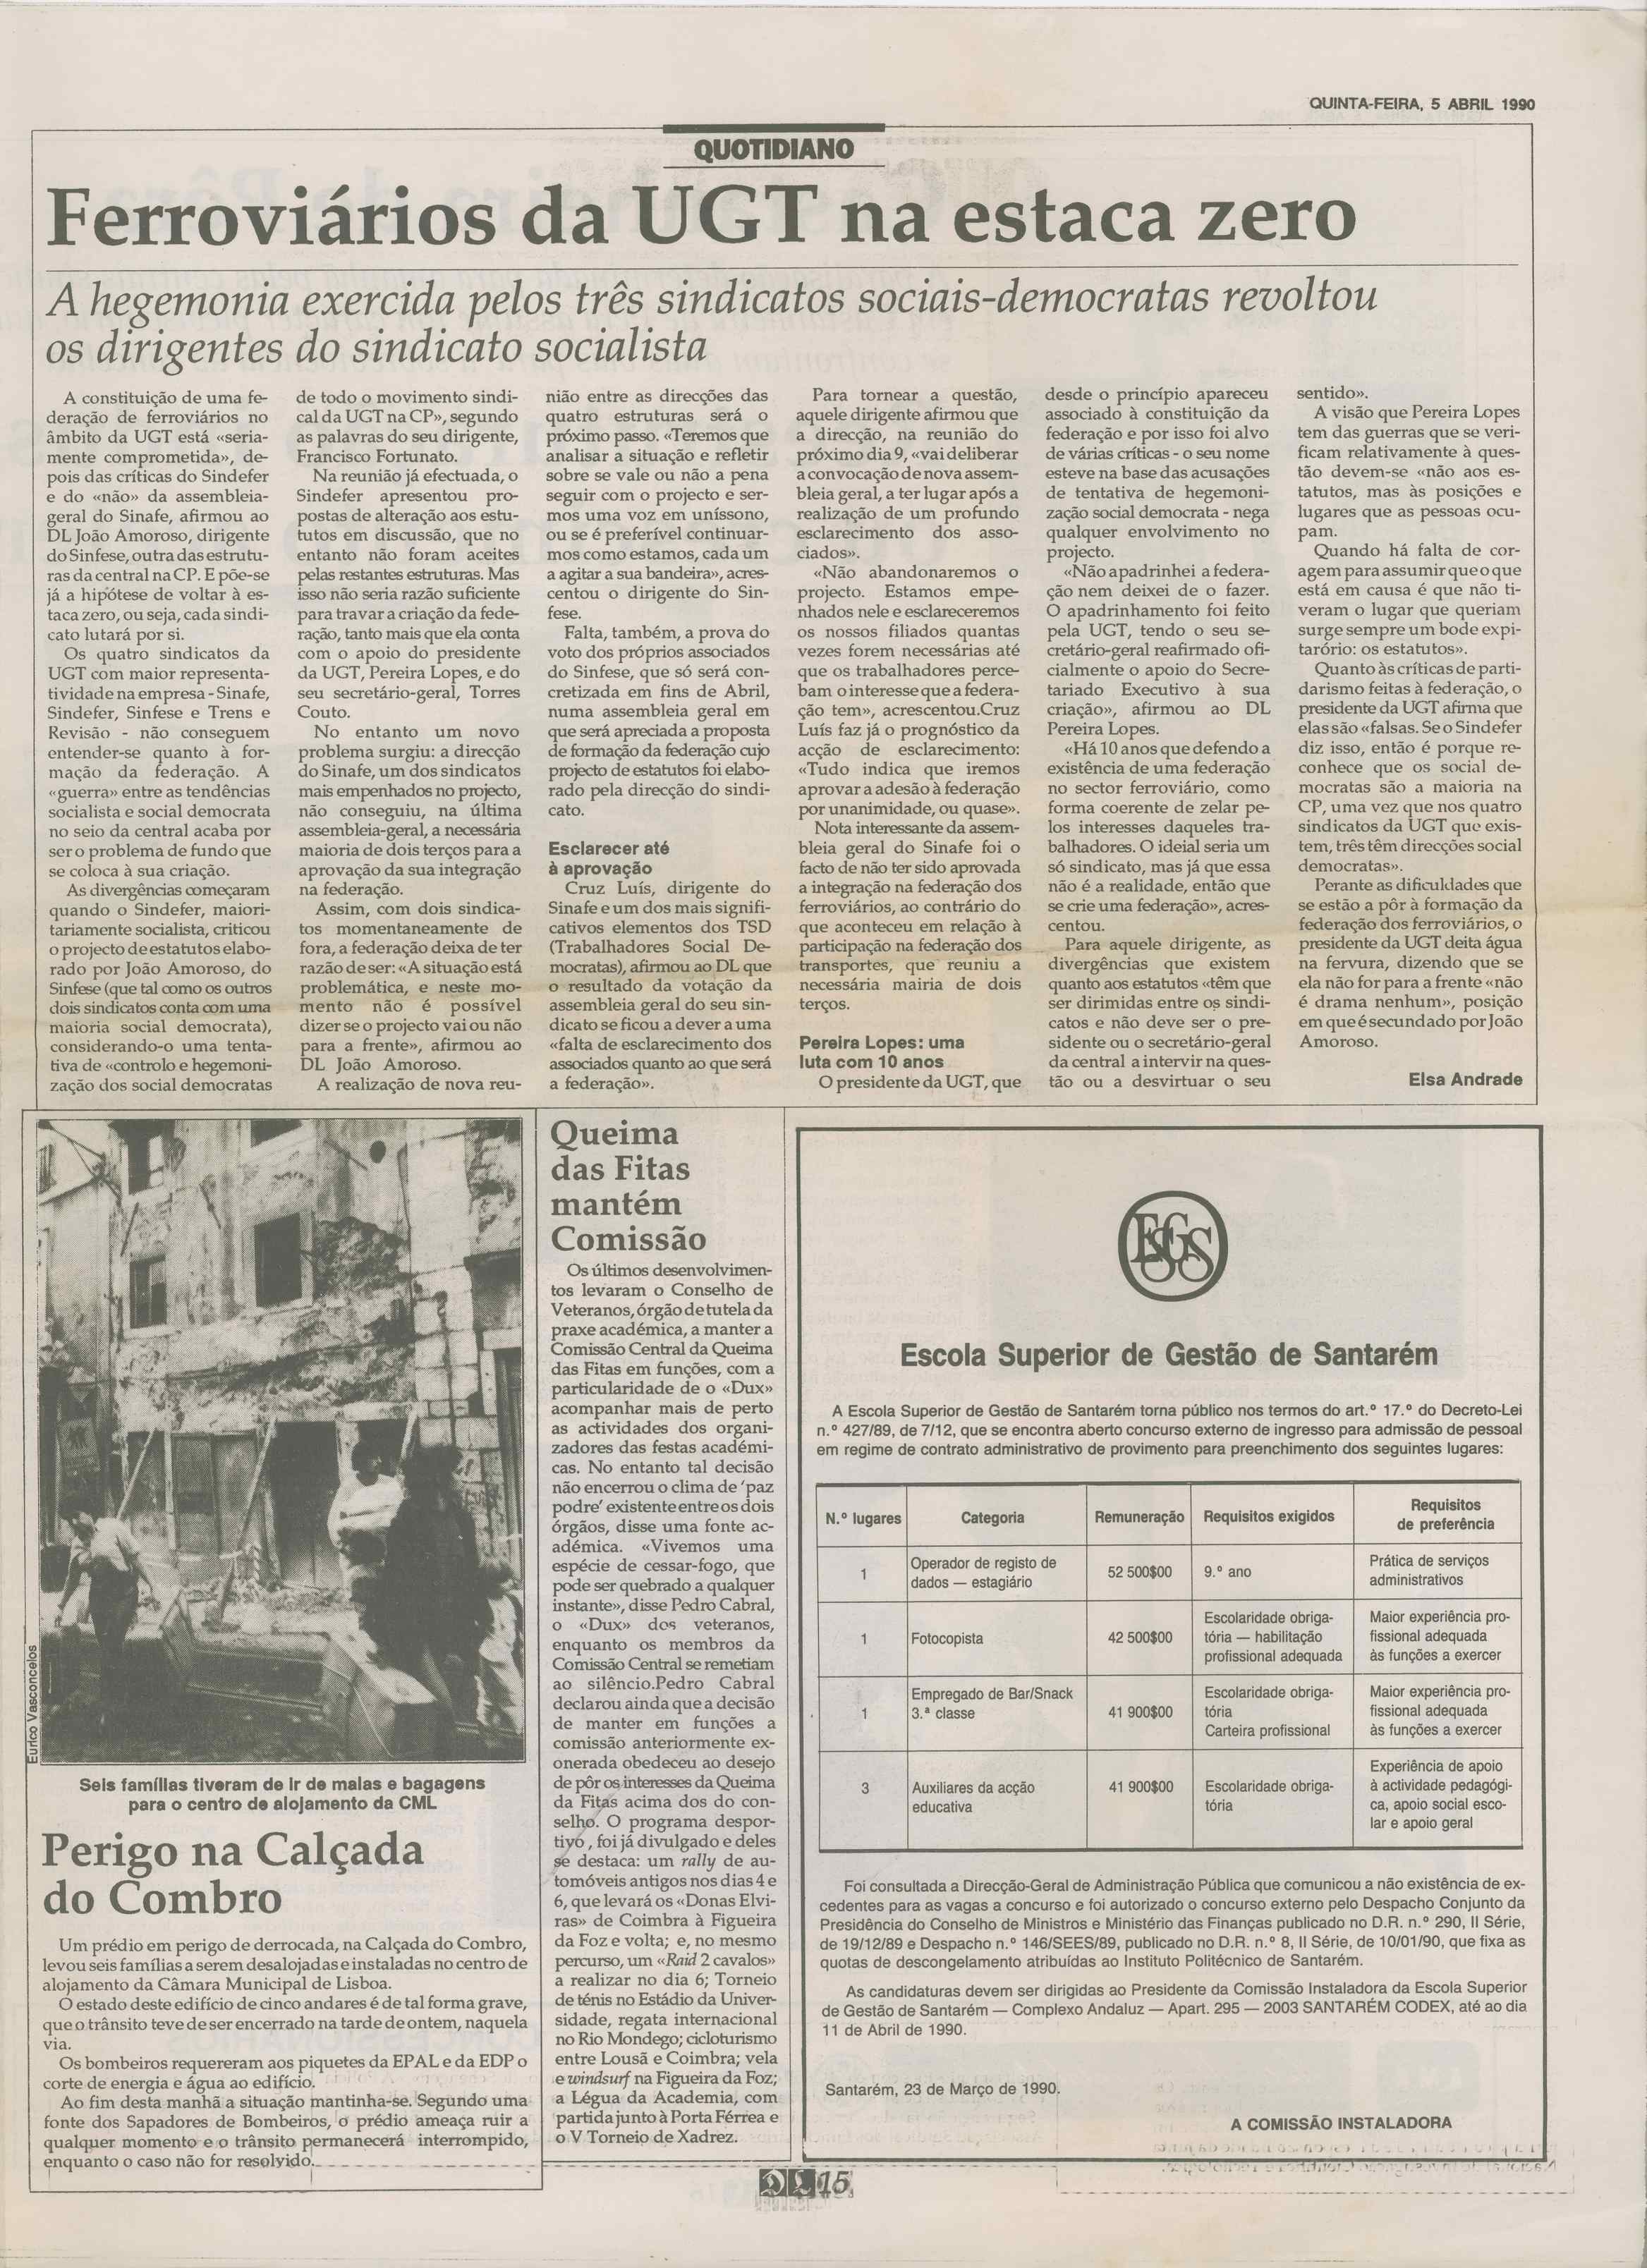 QUINTA-FEIRA, 5 ABRIL 1990
QUOTIDIANO
Ferroviários da UGT na estaca zero
A hegemonia exercida pelos três sindicatos sociais-democratas revoltou
os dirigentes do sindicato socialista
A constituição de uma fe-
deração de ferroviários no
âmbito da UGT está «seria-
mente comprometida», de-
pois das críticas do Sindefer
e do «não» da assembleia-
geral do Sinafe, afirmou ao
DL João Amoroso, dirigente
do Sinfese, outra das estrutu-
ras da central na CP. E põe-se
já a hipótese de voltar à es-
taca zero, ou seja, cada sindi-
cato lutará por si.
Os quatro sindicatos da
UGT com maior representa-
tividade na empresa - Sinafe,
Sindefer, Sinfese e Trens e
Revisão - não conseguem
entender-se quanto à for-
mação da federação. A
«guerra» entre as tendências
socialista e social democrata
no seio da central acaba por
ser o problema de fundo que
se coloca à sua criação.
As divergências começaram
quando o Sindefer, maiori-
tariamente socialista, criticou
o projecto de estatutos elabo-
rado por João Amoroso, do
Sinfese (que tal como os outros
dois sindicatos conta com uma
maioria social democrata),
considerando-o uma tenta-
tiva de «controlo e hegemoni-
zação dos social democratas
de todo o movimento sindi-
cal da UGT na CP», segundo
as palavras do seu dirigente,
Francisco Fortunato.
Na reunião já efectuada, o
Sindefer apresentou pro-
postas de alteração aos estu-
tutos em discussão, que no
entanto não foram aceites
pelas restantes estruturas. Mas
isso não seria razão suficiente
para travar a criação da fede-
ração, tanto mais que ela conta
com o apoio do presidente
da UGT, Pereira Lopes, e do
seu secretário-geral, Torres
Couto.
No entanto um novo
problema surgiu: a direcção
do Sinafe, um dos sindicatos
mais empenhados no projecto,
não conseguiu, na última
assembleia-geral, a necessária
maioria de dois terços para a
aprovação da sua integração
na federação.
Assim, com dois sindica-
tos momentaneamente de
fora, a federação deixa de ter
razão de ser: «A situação está
problemática, e neste mo-
mento não é possível
dizer se o projecto vai ou não
para a frente», afirmou ao
DL João Amoroso.
A realização de nova reu-
nião entre as direcções das
quatro estruturas será o
próximo passo. «Teremos que
analisar a situação e refletir
sobre se vale ou não a pena
seguir com o projecto e ser-
mos uma voz em uníssono,
ou se é preferível continuar-
mos como estamos, cada um
a agitar a sua bandeira», acres-
centou o dirigente do Sin-
fese.
Falta, também, a prova do
voto dos próprios associados
do Sinfese, que só será con-
cretizada em fins de Abril,
numa assembleia geral em
que será apreciada a proposta
de formação da federação cujo
projecto de estatutos foi elabo-
rado pela direcção do sindi-
cato.
Esclarecer até
à aprovação
Cruz Luís, dirigente do
Sinafe e um dos mais signifi-
cativos elementos dos TSD
(Trabalhadores Social De-
mocratas), afirmou ao DL que
o resultado da votação da
assembleia geral do seu sin-
dicato se ficou a dever a uma
«falta de esclarecimento dos
associados quanto ao que será
a federação».
Para tornear a questão,
aquele dirigente afirmou que
a direcção, na reunião do
próximo dia 9, «vai deliberar
a convocação de nova assem-
bleia geral, a ter lugar após a
realização de um profundo
esclarecimento dos asso-
ciados».
«Não abandonaremos o
projecto. Estamos empe-
nhados nele e esclareceremos
os nossos filiados quantas
vezes forem necessárias até
que os trabalhadores perce-
bam o interesse que a federa-
ção tem», acrescentou.Cruz
Luís faz já o prognóstico da
acção de esclarecimento:
«Tudo indica que iremos
aprovar a adesão à federação
por unanimidade, ou quase».
Nota interessante da assem-
bleia geral do Sinafe foi o
facto de não ter sido aprovada
a integração na federação dos
ferroviários, ao contrário do
que aconteceu em relação à
participação na federação dos
transportes, que reuniu a
necessária mairia de dois
terços.
Pereira Lopes: uma
luta com 10 anos
O presidente da UGT, que
desde o princípio apareceu
associado à constituição da
federação e por isso foi alvo
de várias críticas - o seu nome
esteve na base das acusações
de tentativa de hegemoni-
zação social democrata - nega
qualquer envolvimento no
projecto.
«Não apadrinhei a federa-
ção nem deixei de o fazer.
O apadrinhamento foi feito
pela UGT, tendo o seu se-
cretário-geral reafirmado ofi-
cialmente o apoio do Secre-
tariado Executivo à sua
criação», afirmou ao DL
Pereira Lopes.
«Há 10 anos que defendo a
existência de uma federação
no sector ferroviário, como
forma coerente de zelar pe-
los interesses daqueles tra-
balhadores. O ideial seria um
só sindicato, mas já que essa
não é a realidade, então que
se crie uma federação», acres-
centou.
Para aquele dirigente, as
divergências que existem
quanto aos estatutos «têm que
ser dirimidas entre os sindi-
catos e não deve ser o pre-
sidente ou o secretário-geral
da central a intervir na ques-
tão ou a desvirtuar o seu
sentido».
A visão que Pereira Lopes
tem das guerras que se veri-
ficam relativamente à ques-
tão devem-se «não aos es-
tatutos, mas às posições e
lugares que as pessoas ocu-
pam.
Quando há falta de cor-
agem para assumir que o que
está em causa é que não ti-
veram o lugar que queriam
surge sempre um bode expi-
tarório: os estatutos».
Quanto às críticas de parti-
darismo feitas à federação, o
presidente da UGT afirma que
elas são «falsas. Se o Sindefer
diz isso, então é porque re-
conhece que os social de-
mocratas são a maioria na
CP, uma vez que nos quatro
sindicatos da UGT que exis-
tem, três têm direcções social
democratas».
Perante as dificuldades que
se estão a pôr à formação da
federação dos ferroviários, o
presidente da UGT deita água
na fervura, dizendo que se
ela não for para a frente «não
é drama nenhum», posição
em que é secundado por João
Amoroso.
Elsa Andrade
Eurico Vasconcelos
Seis famílias tiveram de ir de malas e bagagens
para o centro de alojamento da CML
Perigo na Calçada
do Combro
Um prédio em perigo de derrocada, na Calçada do Combro,
levou seis famílias a serem desalojadas e instaladas no centro de
alojamento da Câmara Municipal de Lisboa.
O estado deste edifício de cinco andares é de tal forma grave,
que o trânsito teve de ser encerrado na tarde de ontem, naquela
via.
Os bombeiros requereram aos piquetes da EPAL e da EDP o
corte de energia e água ao edifício.
Ao fim desta manhã a situação mantinha-se. Segundo uma
fonte dos Sapadores de Bombeiros, o prédio ameaça ruir a
qualquer momento e o trânsito permanecerá interrompido,
enquanto o caso não for resolvido.
Queima
das Fitas
mantém
Comissão
Os últimos desenvolvimen-
tos levaram o Conselho de
Veteranos, órgão de tutela da
praxe académica, a manter a
Comissão Central da Queima
das Fitas em funções, com a
particularidade de o «Dux»
acompanhar mais de perto
as actividades dos organi-
zadores das festas académi-
cas. No entanto tal decisão
não encerrou o clima de 'paz
podre' existente entre os dois
órgãos, disse uma fonte ac-
adémica. «Vivemos uma
espécie de cessar-fogo, que
pode ser quebrado a qualquer
instante», disse Pedro Cabral,
o «Dux» dos veteranos,
enquanto os membros da
Comissão Central se remetiam
ao silêncio.Pedro Cabral
declarou ainda que a decisão
de manter em funções a
comissão anteriormente ex-
onerada obedeceu ao desejo
de pôr os interesses da Queima
da Fitas acima dos do con-
selho. O programa despor-
tivo , foi já divulgado e deles
se destaca: um rally de au-
tomóveis antigos nos dias 4 e
6, que levará os «Donas Elvi-
ras» de Coimbra à Figueira
da Foz e volta; e, no mesmo
percurso, um «Raid 2 cavalos»
a realizar no dia 6; Torneio
de ténis no Estádio da Univer-
sidade, regata internacional
no Rio Mondego; cicloturismo
entre Lousã e Coimbra; vela
e windsurf na Figueira da Foz;
a Légua da Academia, com
partida junto à Porta Férrea e
o V Torneio de Xadrez.
ESGS
Escola Superior de Gestão de Santarém
A Escola Superior de Gestão de Santarém torna público nos termos do art.º 17.º do Decreto-Lei
n.º 427/89, de 7/12, que se encontra aberto concurso externo de ingresso para admissão de pessoal
em regime de contrato administrativo de provimento para preenchimento dos seguintes lugares:
N.º lugares Categoria Remuneração Requisitos exigidos Requisitos
de preferência
1 Operador de registo de
dados — estagiário 52 500$00 9.º ano Prática de serviços
administrativos
1 Fotocopista 42 500$00 Escolaridade obriga-
tória — habilitação
profissional adequada Maior experiência pro-
fissional adequada
às funções a exercer
1 Empregado de Bar/Snack
3.ª classe 41 900$00 Escolaridade obriga-
tória
Carteira profissional Maior experiência pro-
fissional adequada
às funções a exercer
3 Auxiliares da acção
educativa 41 900$00 Escolaridade obriga-
tória Experiência de apoio
à actividade pedagógi-
ca, apoio social esco-
lar e apoio geral
Foi consultada a Direcção-Geral de Administração Pública que comunicou a não existência de ex-
cedentes para as vagas a concurso e foi autorizado o concurso externo pelo Despacho Conjunto da
Presidência do Conselho de Ministros e Ministério das Finanças publicado no D.R. n.º 290, II Série,
de 19/12/89 e Despacho n.º 146/SEES/89, publicado no D.R. n.º 8, II Série, de 10/01/90, que fixa as
quotas de descongelamento atribuídas ao Instituto Politécnico de Santarém.
As candidaturas devem ser dirigidas ao Presidente da Comissão Instaladora da Escola Superior
de Gestão de Santarém — Complexo Andaluz — Apart. 295 — 2003 SANTARÉM CODEX, até ao dia
11 de Abril de 1990.
Santarém, 23 de Março de 1990.
A COMISSÃO INSTALADORA
DL 15